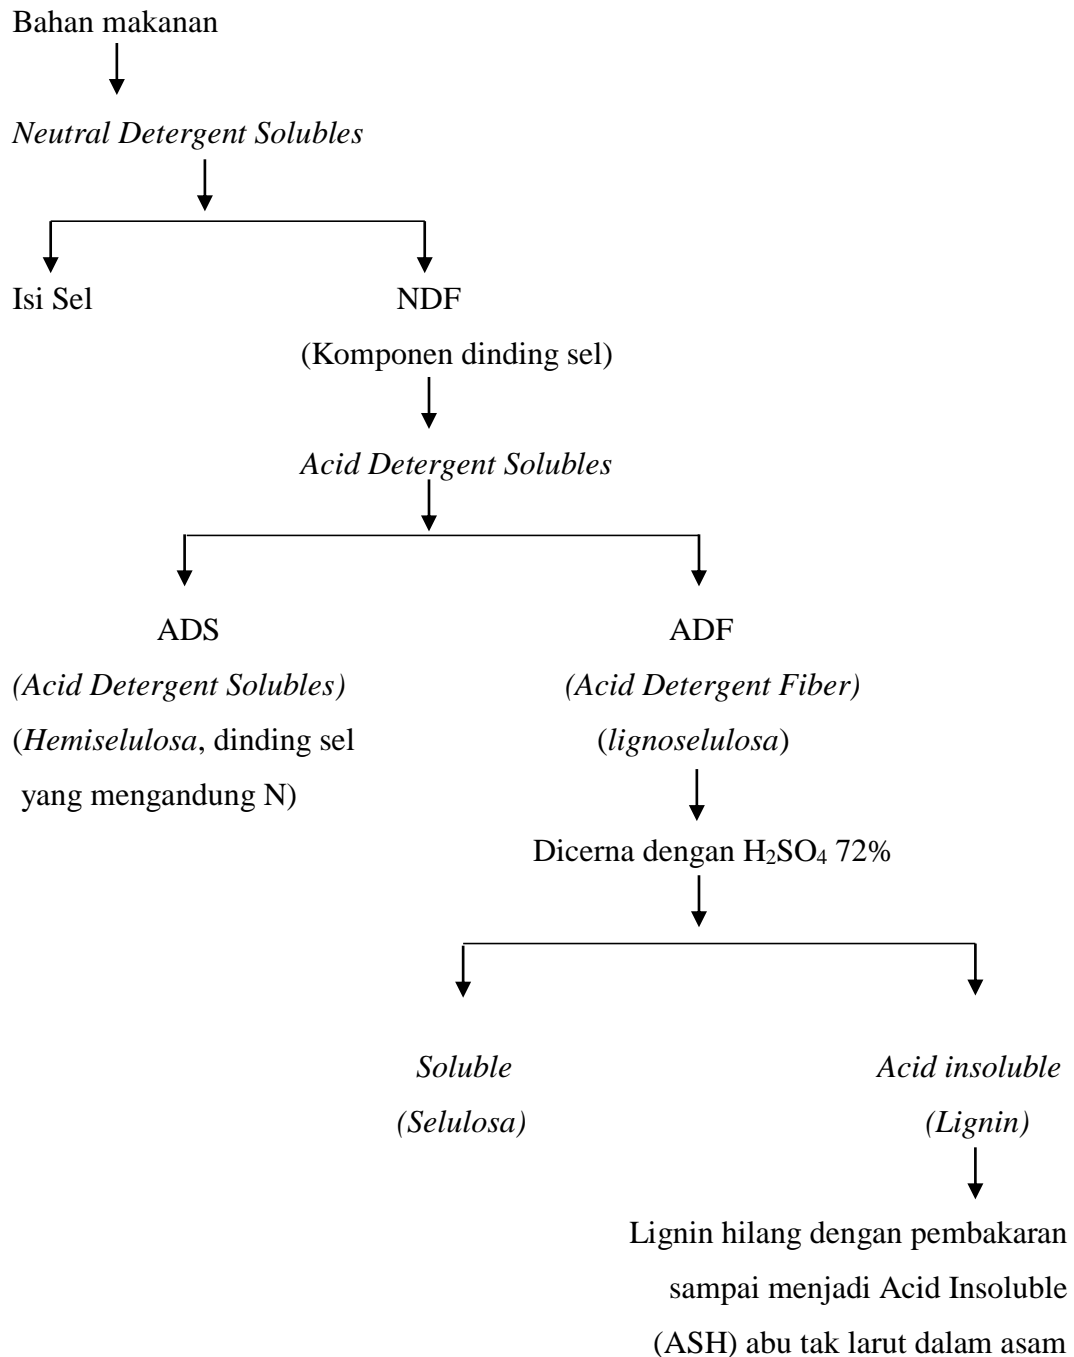 Bahan makanan
Neutral Detergent Solubles
Isi Sel
NDF
(Komponen dinding sel)
Acid Detergent Solubles
ADS
(Acid Detergent Solubles)
(Hemiselulosa, dinding sel
yang mengandung N)
ADF
(Acid Detergent Fiber)
(lignoselulosa)
Dicerna dengan H₂SO₄ 72%
Soluble
(Selulosa)
Acid insoluble
(Lignin)
Lignin hilang dengan pembakaran
sampai menjadi Acid Insoluble
(ASH) abu tak larut dalam asam